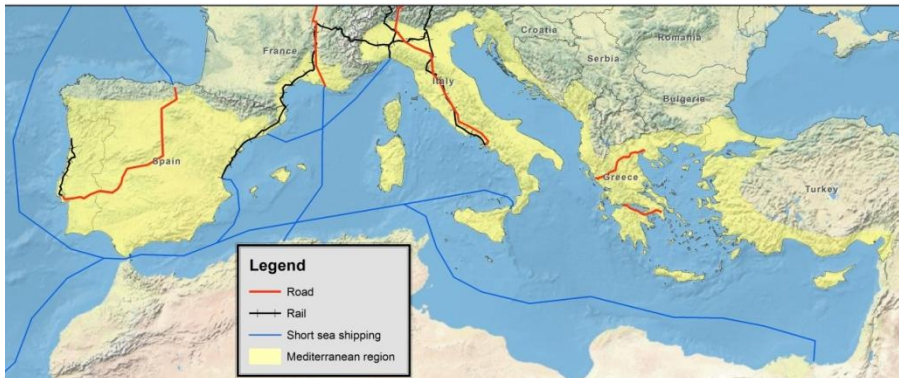 France
Croatia
Romania
Serbia
Italy
Bulgaria
Spain
Greece
Turkey
Legend
Road
Rail
Short sea shipping
Mediterranean region